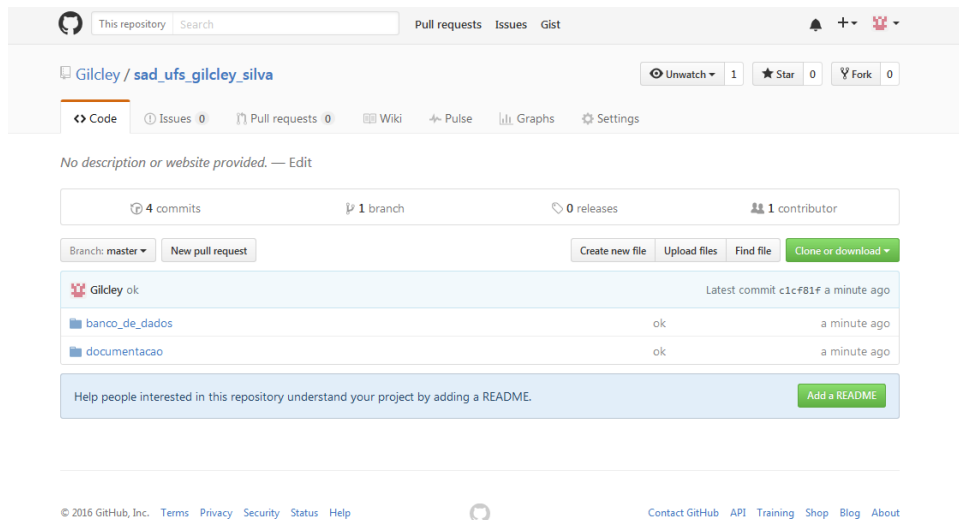 This repository Search Pull requests Issues Gist
Gilcley / sad_ufs_gilcley_silva Unwatch 1 Star 0 Fork 0
Code Issues 0 Pull requests 0 Wiki Pulse Graphs Settings
No description or website provided. — Edit
4 commits 1 branch 0 releases 1 contributor
Branch: master New pull request Create new file Upload files Find file Clone or download
Gilcley ok Latest commit c1cf81f a minute ago
banco_de_dados ok a minute ago
documentacao ok a minute ago
Help people interested in this repository understand your project by adding a README. Add a README
© 2016 GitHub, Inc. Terms Privacy Security Status Help Contact GitHub API Training Shop Blog About